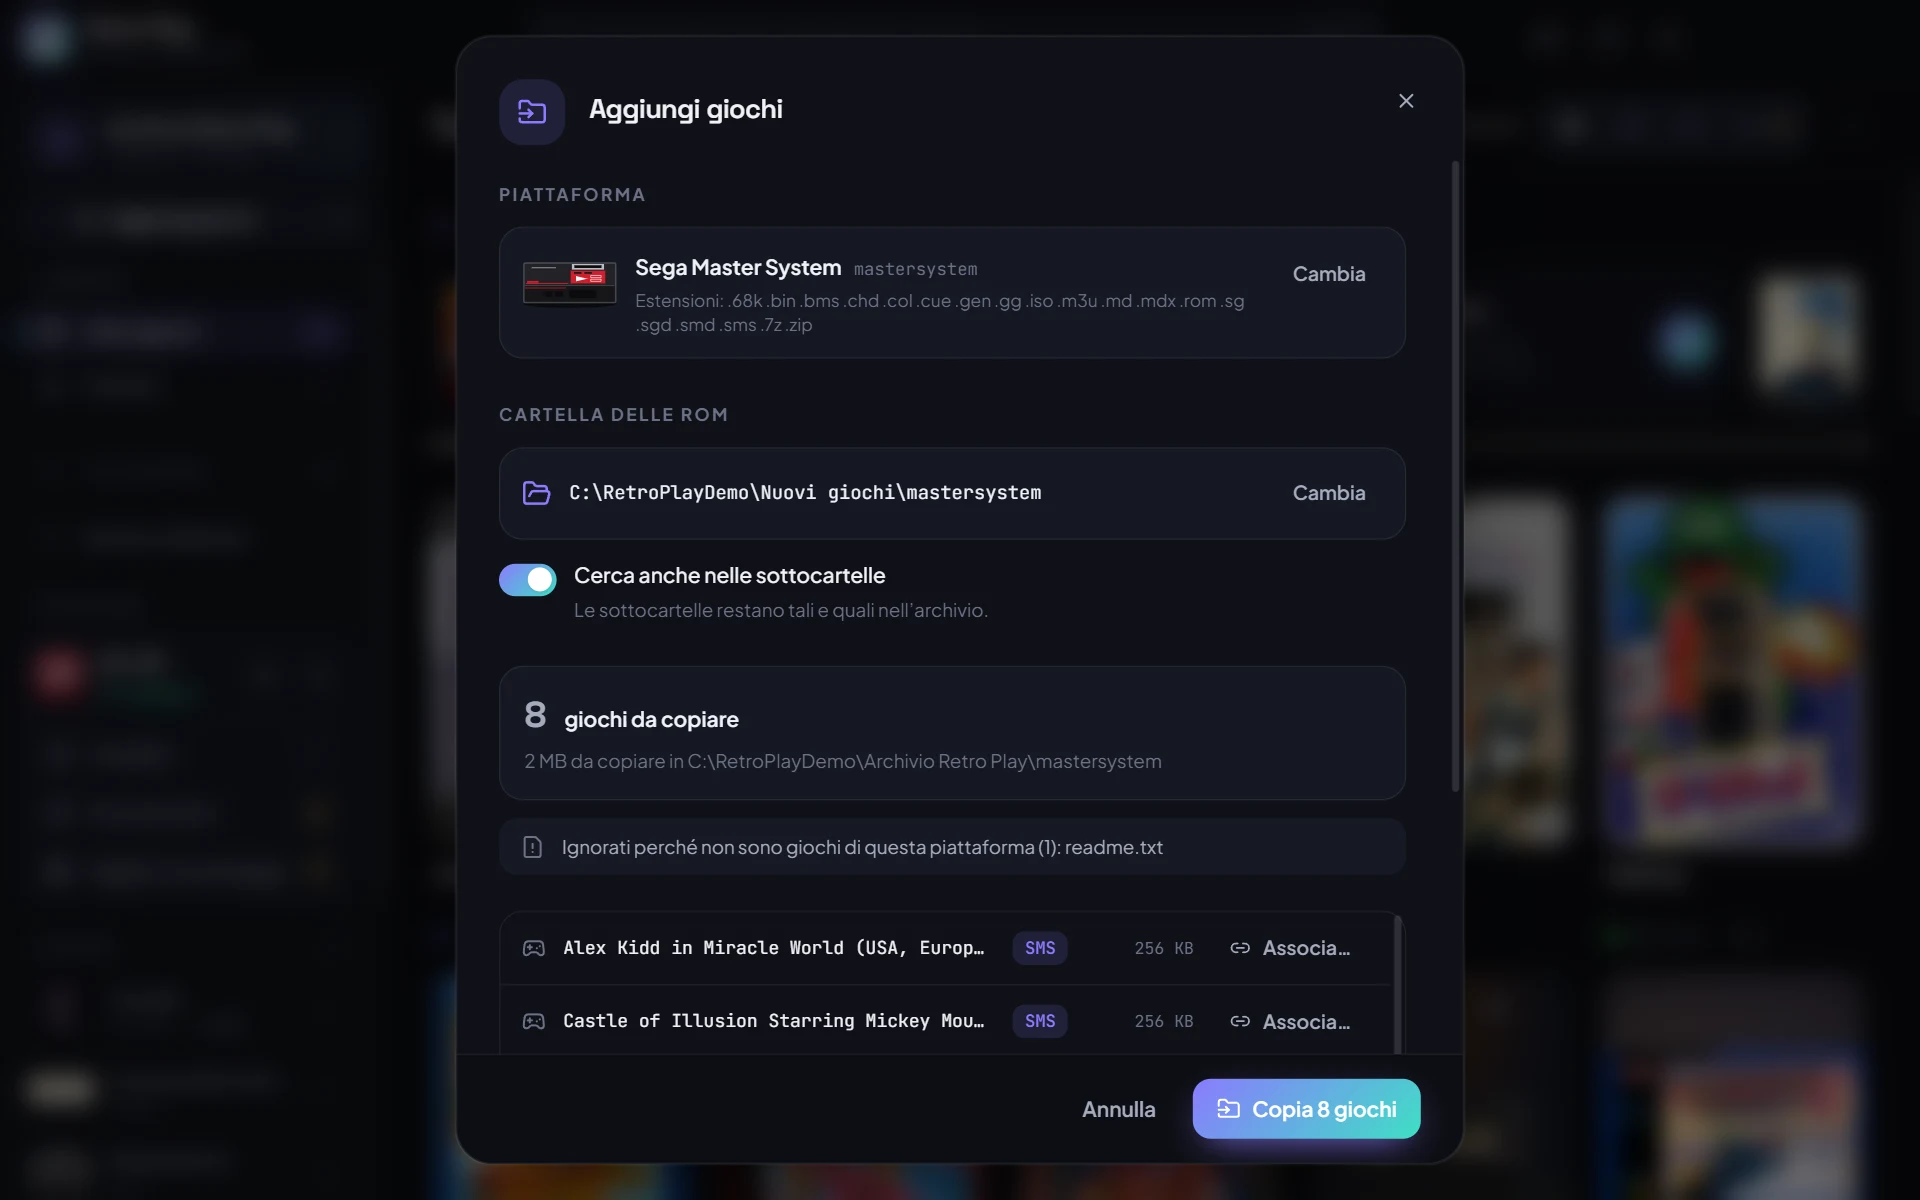 Aggiungi giochi
PIATTAFORMA
Sega Master System mastersystem
Cambia
Estensioni: .68k .bin .bms .chd .col .cue .gen .gg .iso .m3u .md .mdx .rom .sg
.sgd .smd .sms .7z .zip
CARTELLA DELLE ROM
C:\RetroPlayDemo\Nuovi giochi\mastersystem
Cambia
Cerca anche nelle sottocartelle
Le sottocartelle restano tali e quali nell'archivio.
8 giochi da copiare
2 MB da copiare in C:\RetroPlayDemo\Archivio Retro Play\mastersystem
Ignorati perché non sono giochi di questa piattaforma (1): readme.txt
Alex Kidd in Miracle World (USA, Europ… SMS 256 KB Associa…
Castle of Illusion Starring Mickey Mou… SMS 256 KB Associa…
Annulla
Copia 8 giochi